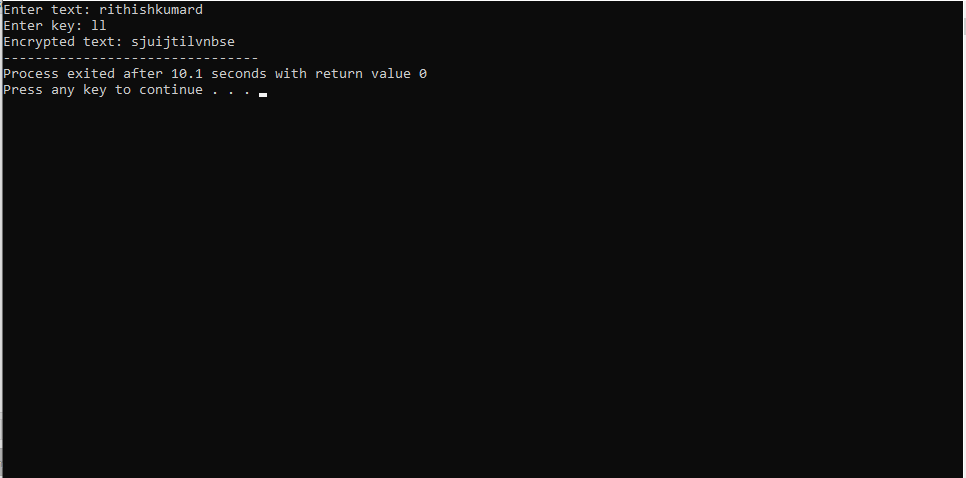 Enter text: rithishkumard
Enter key: ll
Encrypted text: sjuijtilvnbse
--------------------------------
Process exited after 10.1 seconds with return value 0
Press any key to continue . . .